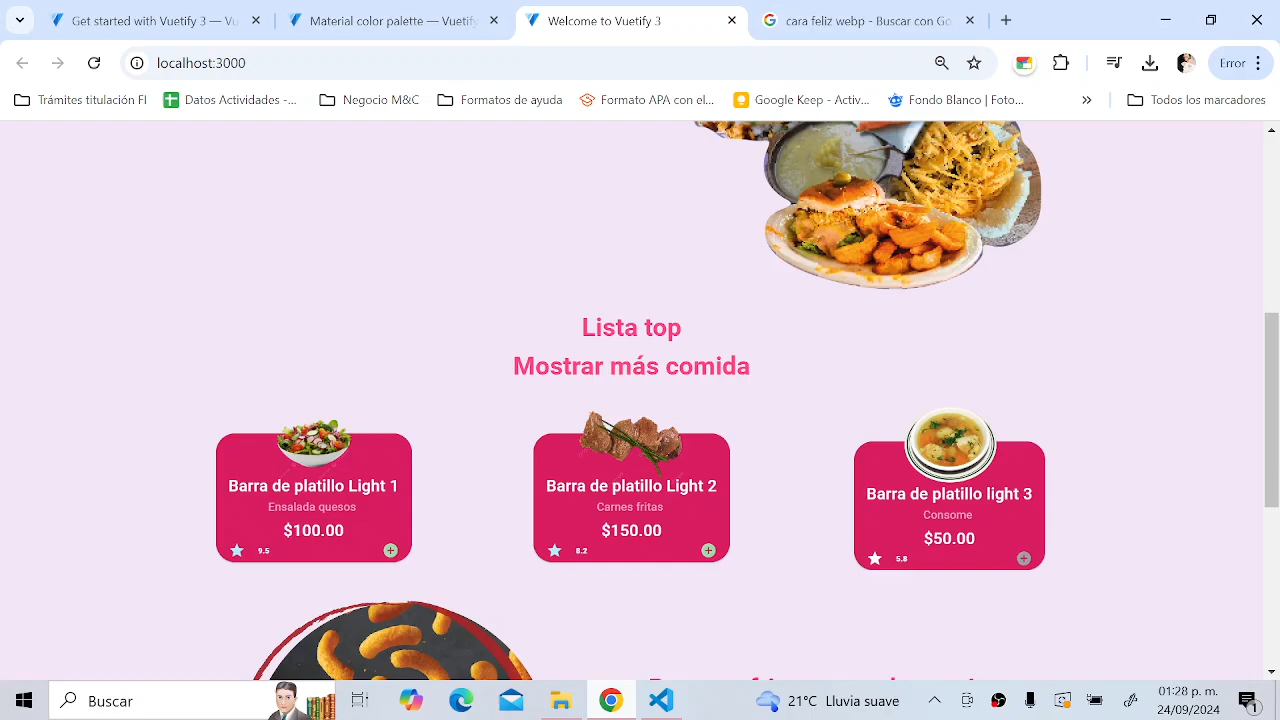 Get started with Vuetify 3 — Vu
Material color palette — Vuetif
Welcome to Vuetify 3
cara feliz webp - Buscar con Go
localhost:3000
Error
Trámites titulación FI
Datos Actividades -...
Negocio M&C
Formatos de ayuda
Formato APA con el...
Google Keep - Activ...
Fondo Blanco | Foto...
Todos los marcadores
Lista top
Mostrar más comida
Barra de platillo Light 1
Ensalada quesos
$100.00
9.5
Barra de platillo Light 2
Carnes fritas
$150.00
8.2
Barra de platillo light 3
Consome
$50.00
5.8
Buscar
21°C Lluvia suave
01:28 p. m.
24/09/2024
1